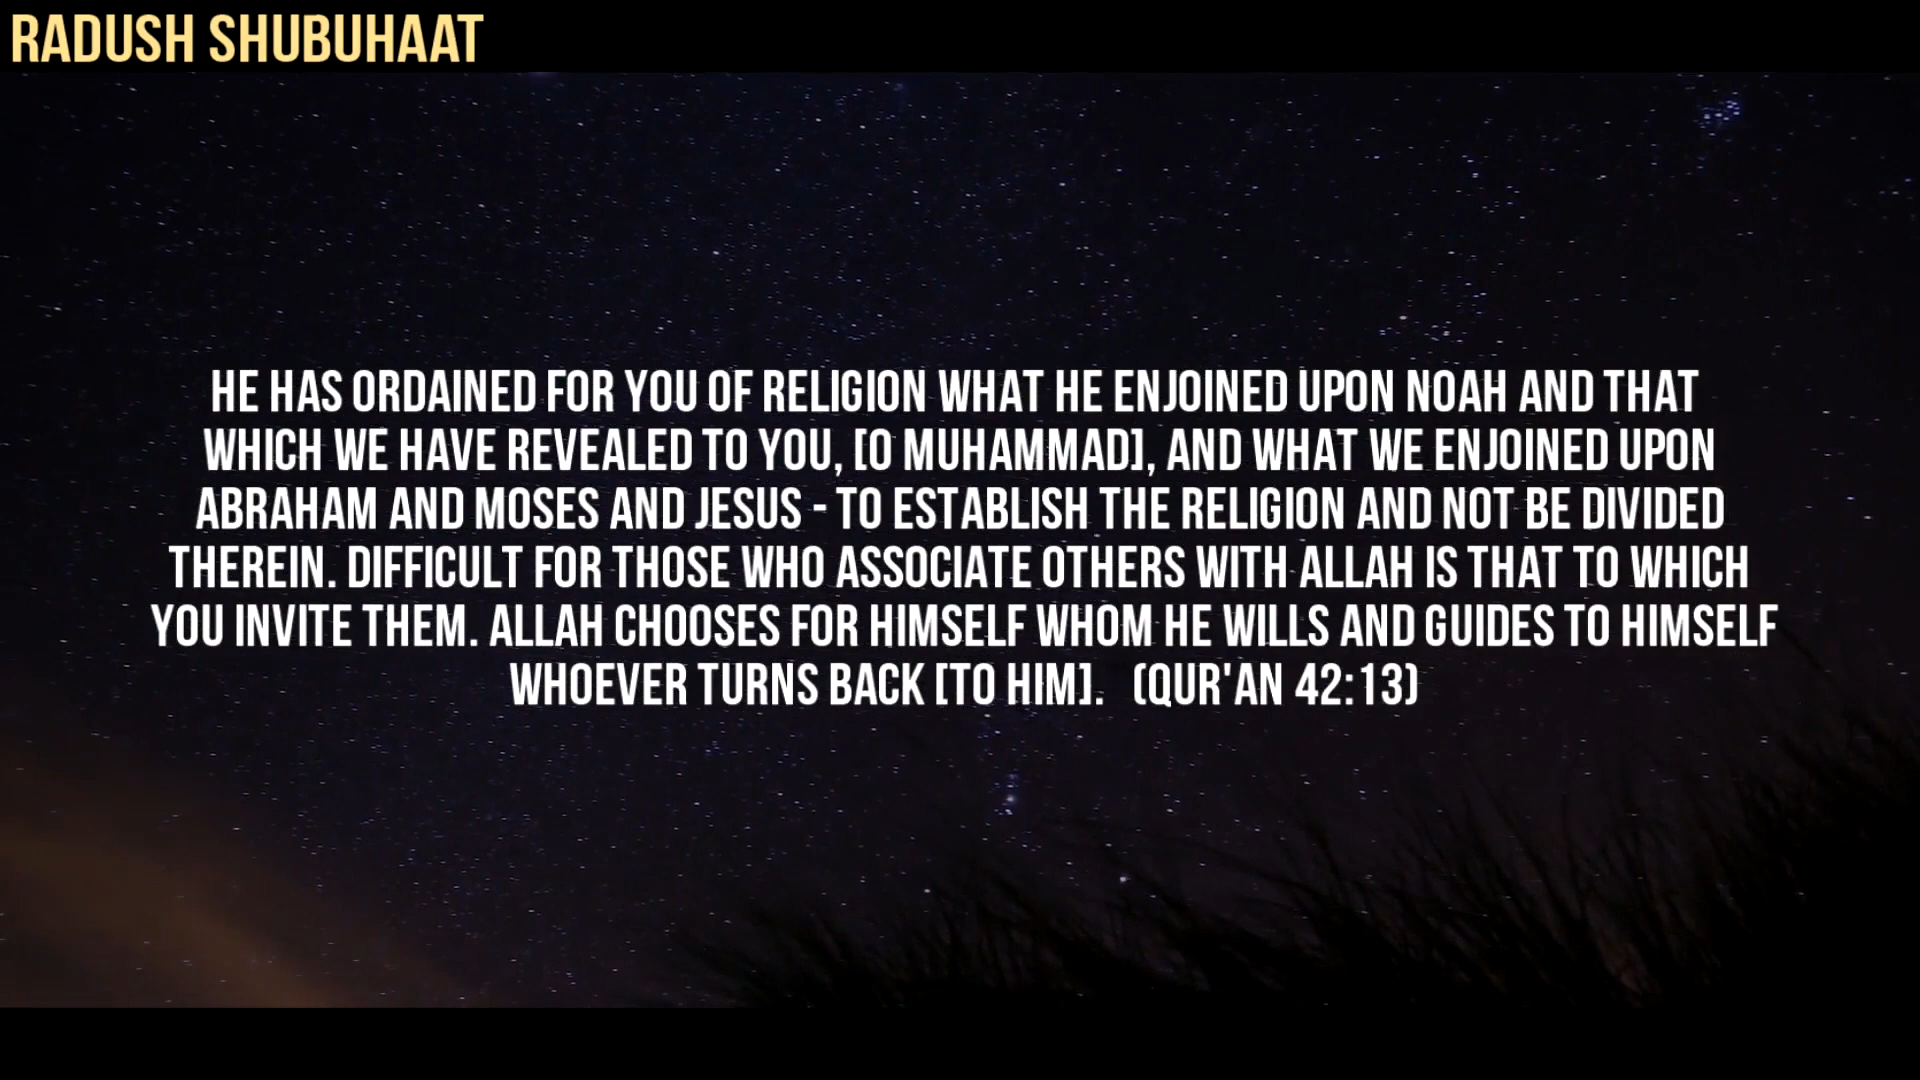 RADUSH SHUBUHAAT
HE HAS ORDAINED FOR YOU OF RELIGION WHAT HE ENJOINED UPON NOAH AND THAT
WHICH WE HAVE REVEALED TO YOU, [O MUHAMMAD], AND WHAT WE ENJOINED UPON
ABRAHAM AND MOSES AND JESUS - TO ESTABLISH THE RELIGION AND NOT BE DIVIDED
THEREIN. DIFFICULT FOR THOSE WHO ASSOCIATE OTHERS WITH ALLAH IS THAT TO WHICH
YOU INVITE THEM. ALLAH CHOOSES FOR HIMSELF WHOM HE WILLS AND GUIDES TO HIMSELF
WHOEVER TURNS BACK [TO HIM]. (QUR'AN 42:13)